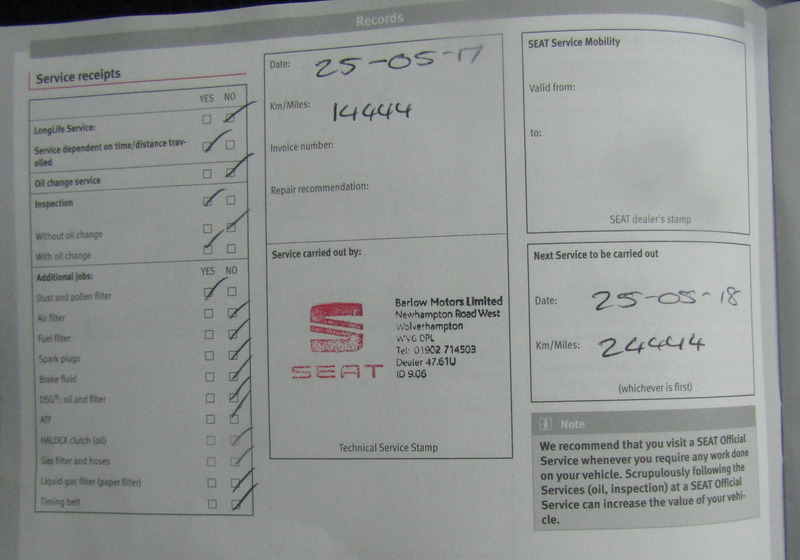 Records
Service receipts
YES NO
LongLife Service:
Service dependent on time/distance trav-
elled
Oil change service
Inspection
Without oil change
With oil change
Additional jobs: YES NO
Dust and pollen filter
Air filter
Fuel filter
Spark plugs
Brake fluid
DSG®: oil and filter
ATF
HALDEX clutch (oil)
Gas filter and hoses
Liquid gas filter (paper filter)
Timing belt
Date: 25-05-17
Km/Miles: 14444
Invoice number:
Repair recommendation:
Service carried out by:
SEAT
Barlow Motors Limited
Newhampton Road West
Wolverhampton
WV6 0PL
Tel: 01902 714503
Dealer 47.61U
ID 9.06
Technical Service Stamp
SEAT Service Mobility
Valid from:
to:
SEAT dealer's stamp
Next Service to be carried out
Date: 25-05-18
Km/Miles: 24444
(whichever is first)
i Note
We recommend that you visit a SEAT Official
Service whenever you require any work done
on your vehicle. Scrupulously following the
Services (oil, inspection) at a SEAT Official
Service can increase the value of your vehi-
cle.